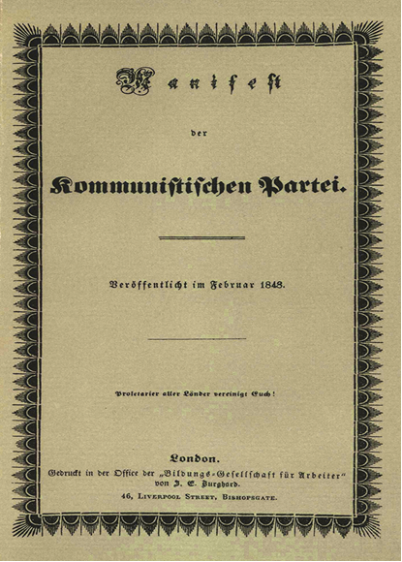 Manifest
der
Kommunistischen Partei.
Veröffentlicht im Februar 1848.
Proletarier aller Länder vereinigt Euch!
London.
Gedruckt in der Office der „Bildungs-Gesellschaft für Arbeiter“
von J. E. Burghard.
46, LIVERPOOL STREET, BISHOPSGATE.